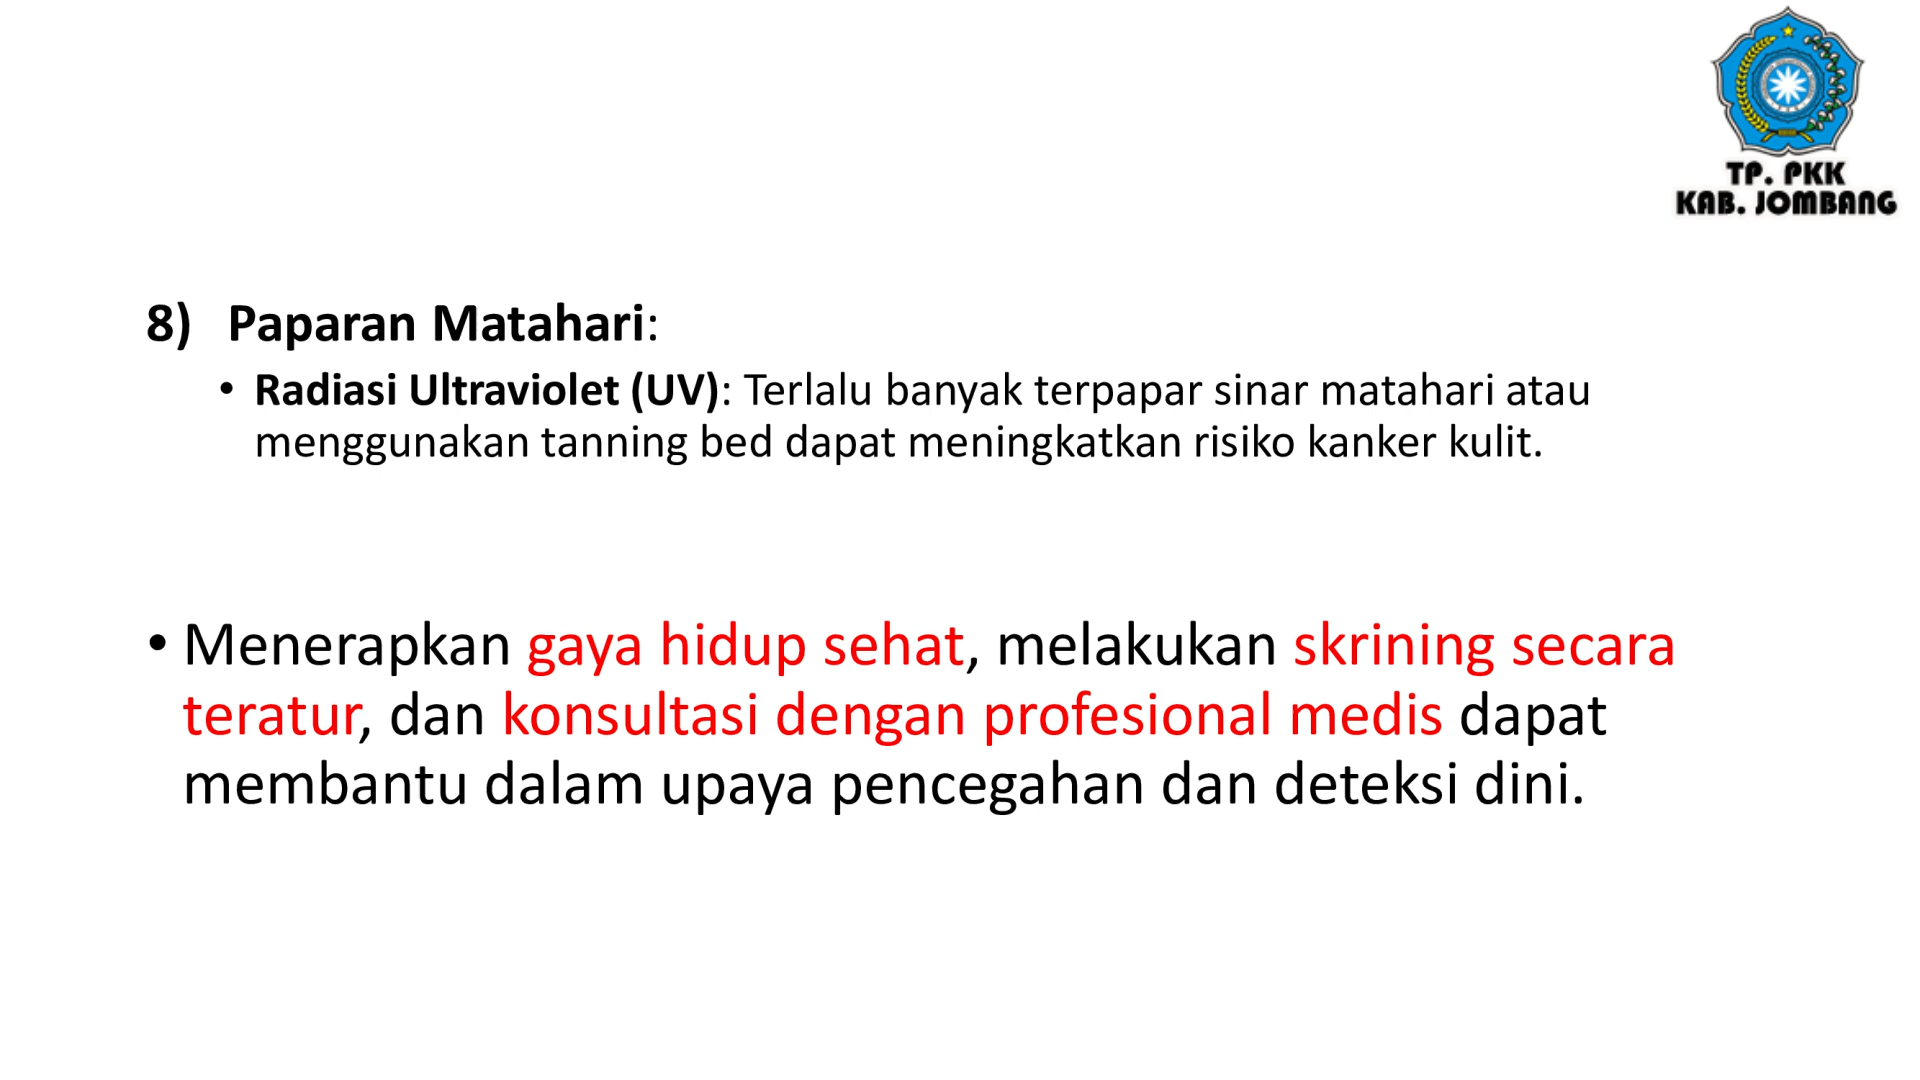 TP. PKK
KAB. JOMBANG
8) Paparan Matahari:
• Radiasi Ultraviolet (UV): Terlalu banyak terpapar sinar matahari atau
menggunakan tanning bed dapat meningkatkan risiko kanker kulit.
• Menerapkan gaya hidup sehat, melakukan skrining secara
teratur, dan konsultasi dengan profesional medis dapat
membantu dalam upaya pencegahan dan deteksi dini.